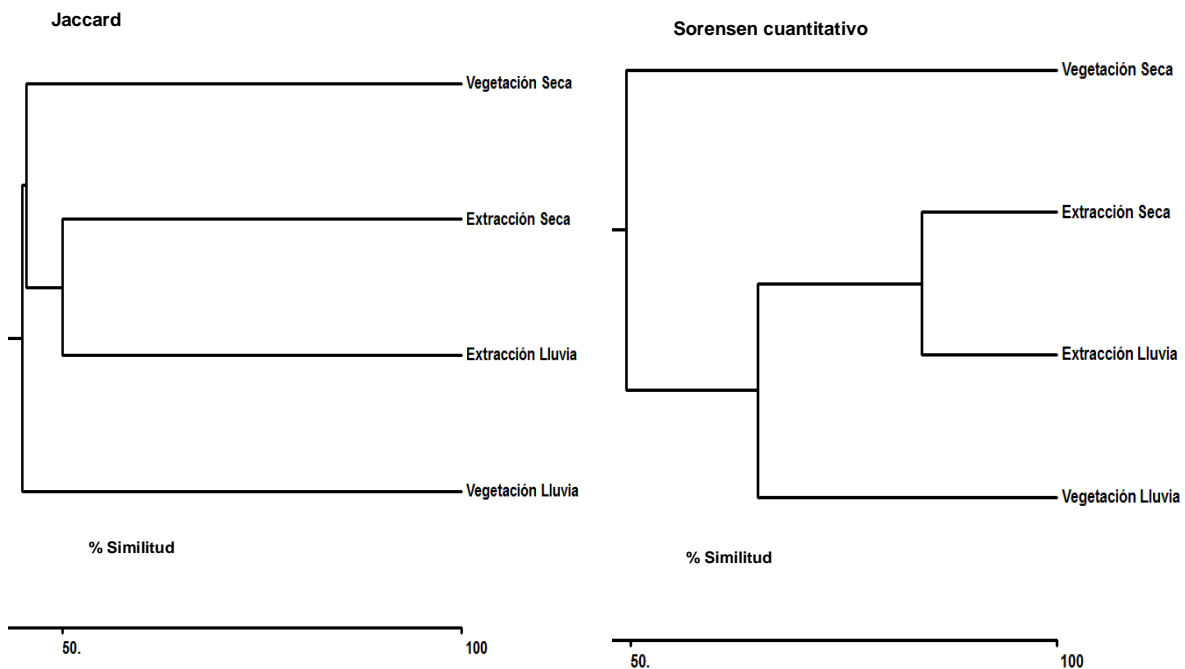 Jaccard
Vegetación Seca
Extracción Seca
Extracción Lluvia
Vegetación Lluvia
% Similitud
50.
100
Sorensen cuantitativo
Vegetación Seca
Extracción Seca
Extracción Lluvia
Vegetación Lluvia
% Similitud
50.
100